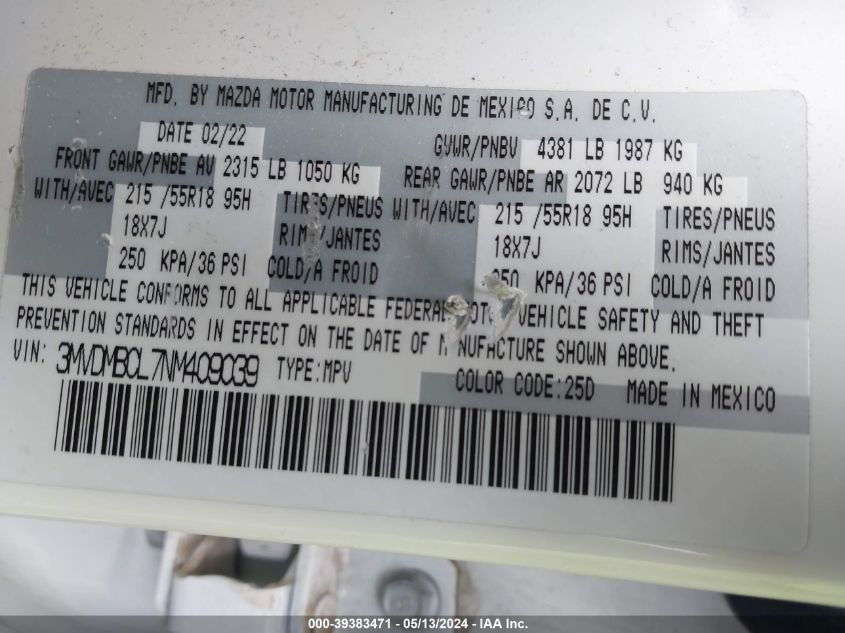 MFD. BY MAZDA MOTOR MANUFACTURING DE MEXICO S.A. DE C.V.
DATE 02/22 GVWR/PNBV 4381 LB 1987 KG
FRONT GAWR/PNBE AV 2315 LB 1050 KG REAR GAWR/PNBE AR 2072 LB 940 KG
WITH/AVEC 215 /55R18 95H TIRES/PNEUS WITH/AVEC 215 /55R18 95H TIRES/PNEUS
18X7J RIMS/JANTES 18X7J RIMS/JANTES
250 KPA/36 PSI COLD/A FROID 250 KPA/36 PSI COLD/A FROID
THIS VEHICLE CONFORMS TO ALL APPLICABLE FEDERAL MOTOR VEHICLE SAFETY AND THEFT
PREVENTION STANDARDS IN EFFECT ON THE DATE OF MANUFACTURE SHOWN ABOVE.
VIN: 3MVDMBCL7NM409039 TYPE:MPV COLOR CODE:25D MADE IN MEXICO
000-39383471 - 05/13/2024 - IAA Inc.